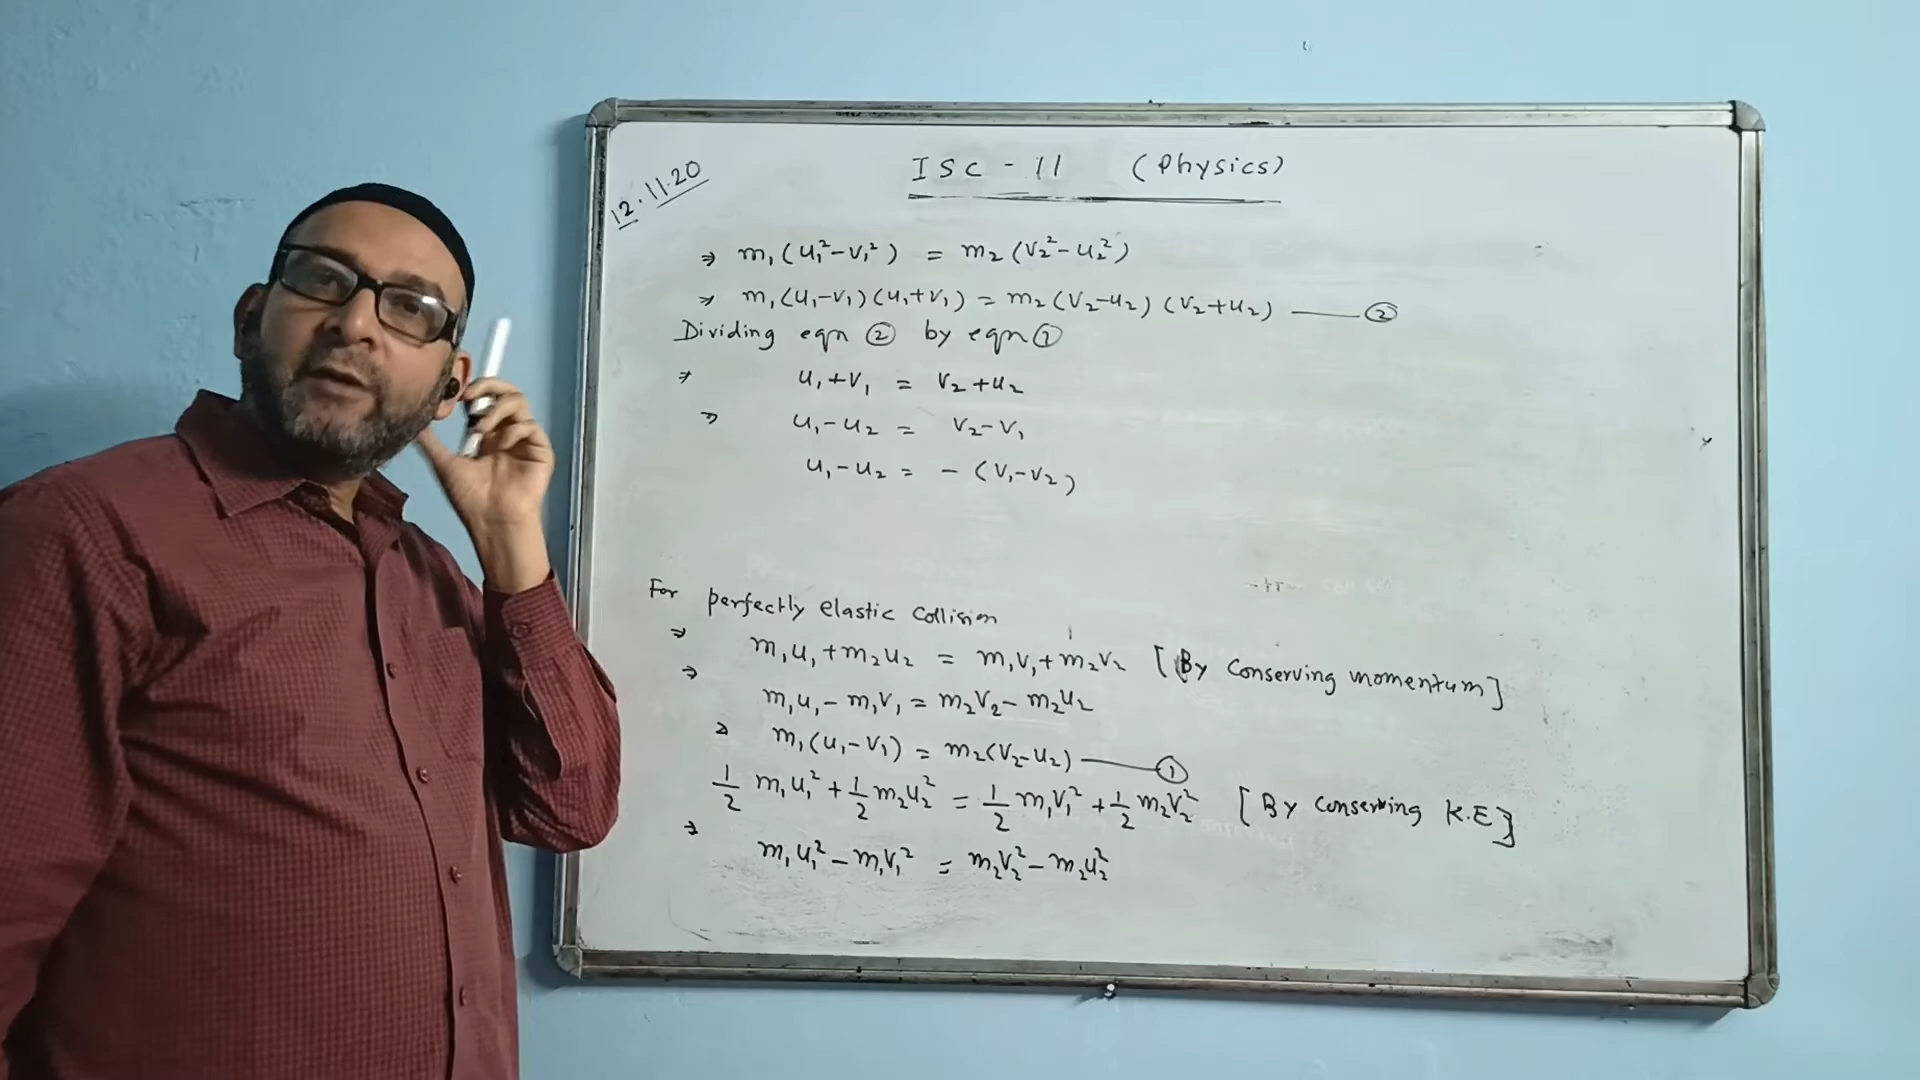 12.11.20
ISC - 11 (Physics)
⇒ m₁(u₁²-v₁²) = m₂(v₂²-u₂²)
⇒ m₁(u₁-v₁)(u₁+v₁) = m₂(v₂-u₂)(v₂+u₂) —— ②
Dividing eqn ② by eqn ①
⇒ u₁+v₁ = v₂+u₂
⇒ u₁-u₂ = v₂-v₁
u₁-u₂ = -(v₁-v₂)
For perfectly elastic collision
⇒ m₁u₁+m₂u₂ = m₁v₁+m₂v₂ [By conserving momentum]
⇒ m₁u₁-m₁v₁ = m₂v₂-m₂u₂
⇒ m₁(u₁-v₁) = m₂(v₂-u₂) —— ①
1/2 m₁u₁² + 1/2 m₂u₂² = 1/2 m₁v₁² + 1/2 m₂v₂² [By conserving K.E]
⇒ m₁u₁²-m₁v₁² = m₂v₂²-m₂u₂²